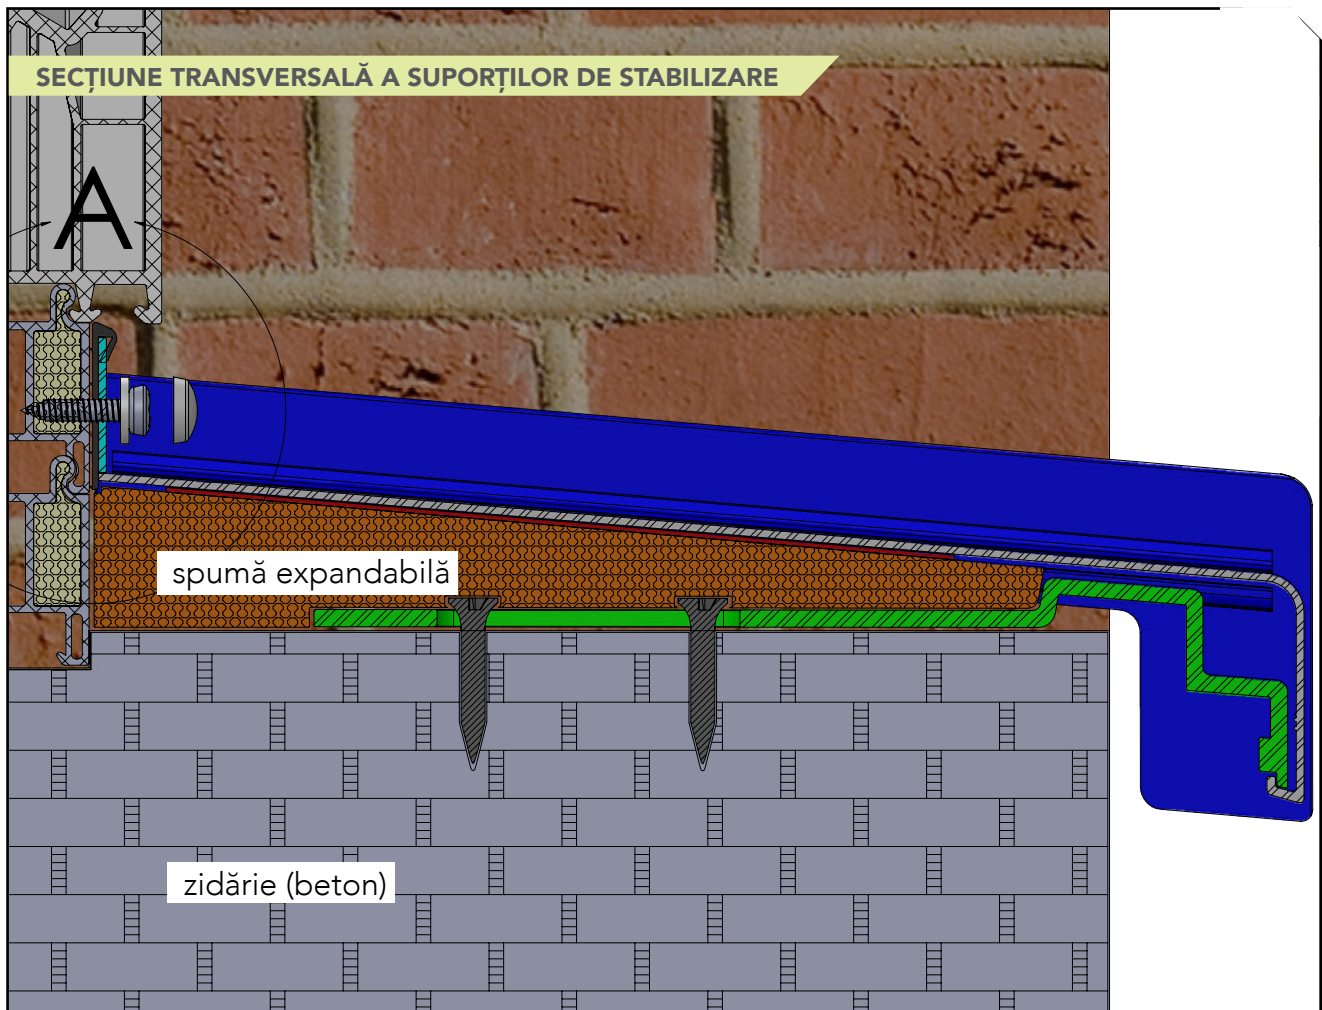 SECȚIUNE TRANSVERSALĂ A SUPORȚILOR DE STABILIZARE
A
spumă expandabilă
zidărie (beton)